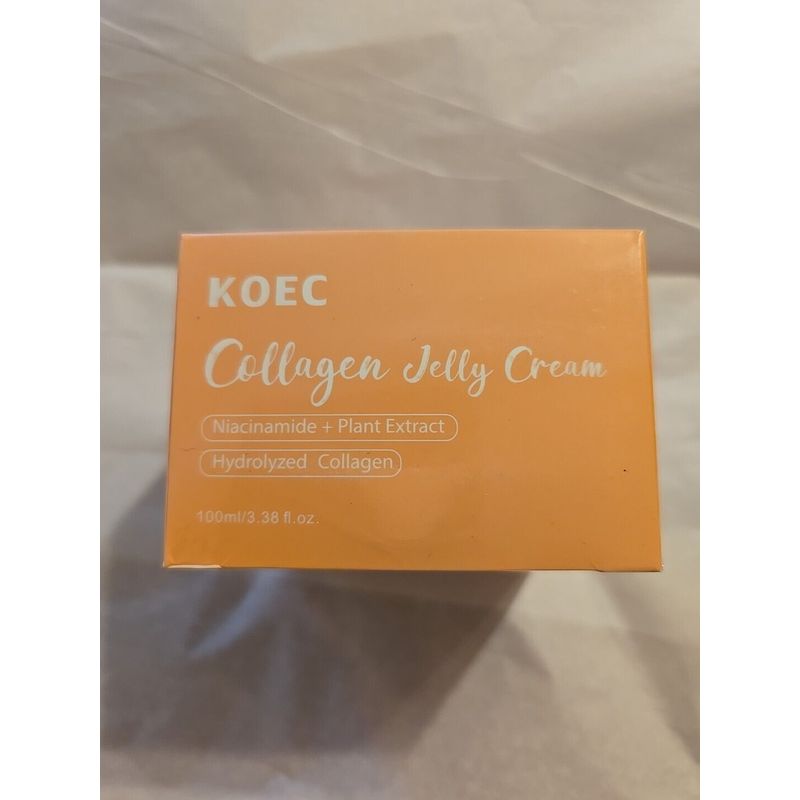 KOEC
Collagen Jelly Cream
Niacinamide + Plant Extract
Hydrolyzed Collagen
100ml/3.38 fl.oz.